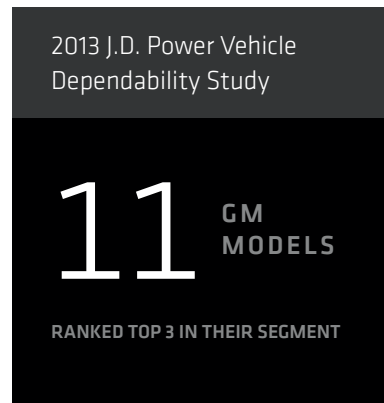 2013 J.D. Power Vehicle
Dependability Study
11
GM
MODELS
RANKED TOP 3 IN THEIR SEGMENT